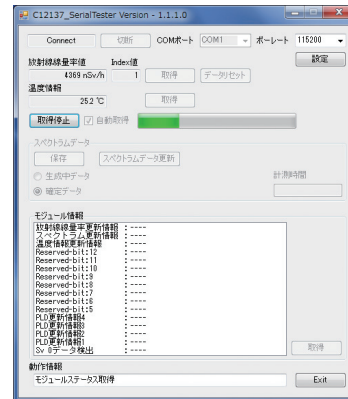 C12137_SerialTester Version - 1.1.1.0
Connect 切断 COMポート COM1 ボーレート 115200
設定
放射線線量率値 Index値
4369 nSv/h 1 取得 データリセット
温度情報
25.2 ℃ 取得
取得停止 自動取得
スペクトラムデータ
保存 スペクトラムデータ更新
生成中データ 計測時間
確定データ
モジュール情報
放射線線量率更新情報 :----
スペクトラム更新情報 :----
温度情報更新情報 :----
Reserved-bit:12 :----
Reserved-bit:11 :----
Reserved-bit:10 :----
Reserved-bit:9 :----
Reserved-bit:8 :----
Reserved-bit:7 :----
Reserved-bit:6 :----
Reserved-bit:5 :----
PLD更新情報4 :----
PLD更新情報3 :----
PLD更新情報2 :----
PLD更新情報1 :----
Sv 0データ検出 :----
取得
動作情報
モジュールステータス取得 Exit